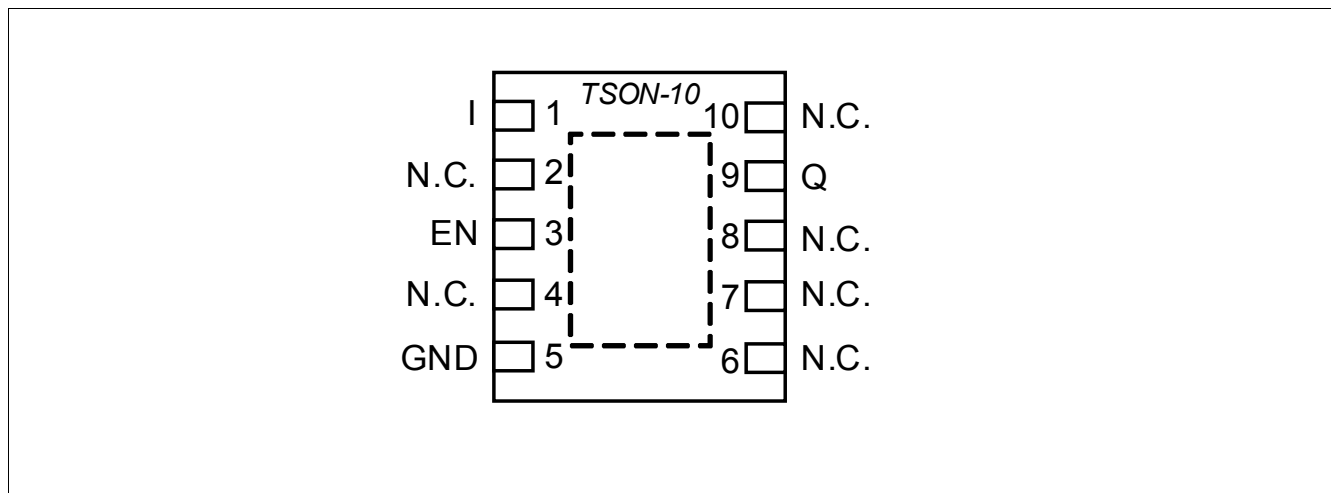 TSON-10
I 1 10 N.C.
N.C. 2 9 Q
EN 3 8 N.C.
N.C. 4 7 N.C.
GND 5 6 N.C.